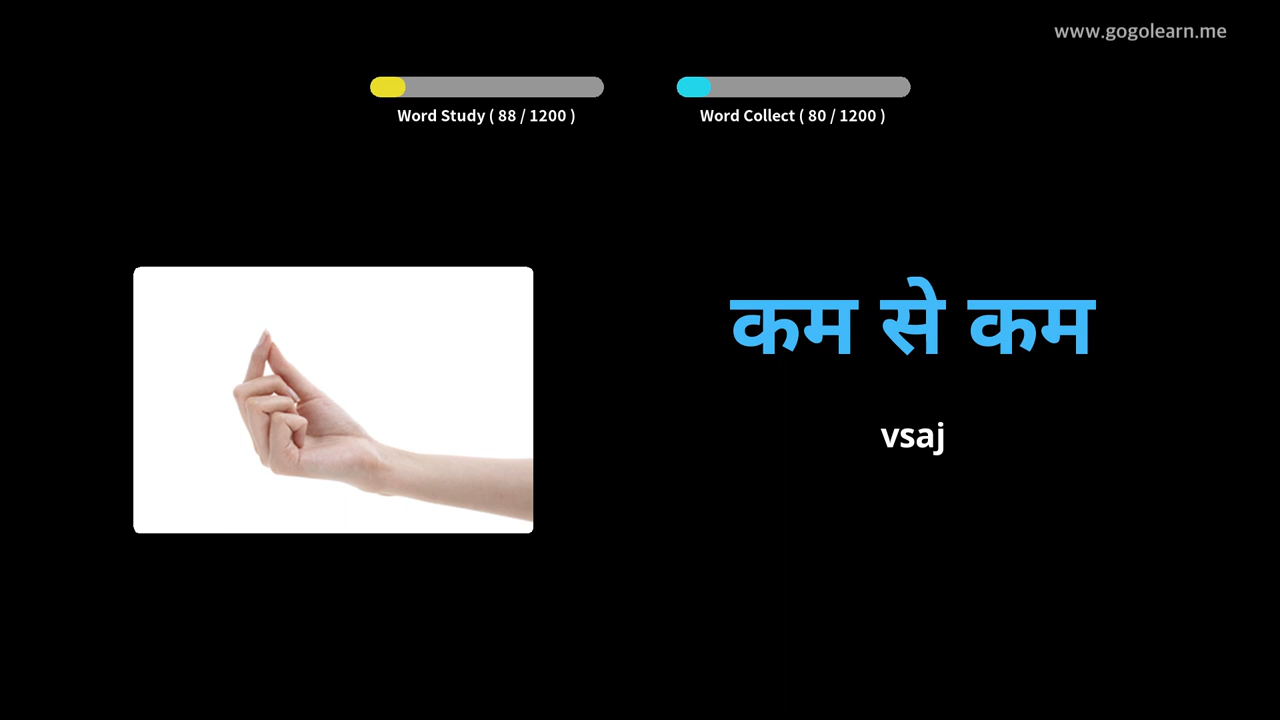 www.gogolearn.me
Word Study ( 88 / 1200 )
Word Collect ( 80 / 1200 )
कम से कम
vsaj